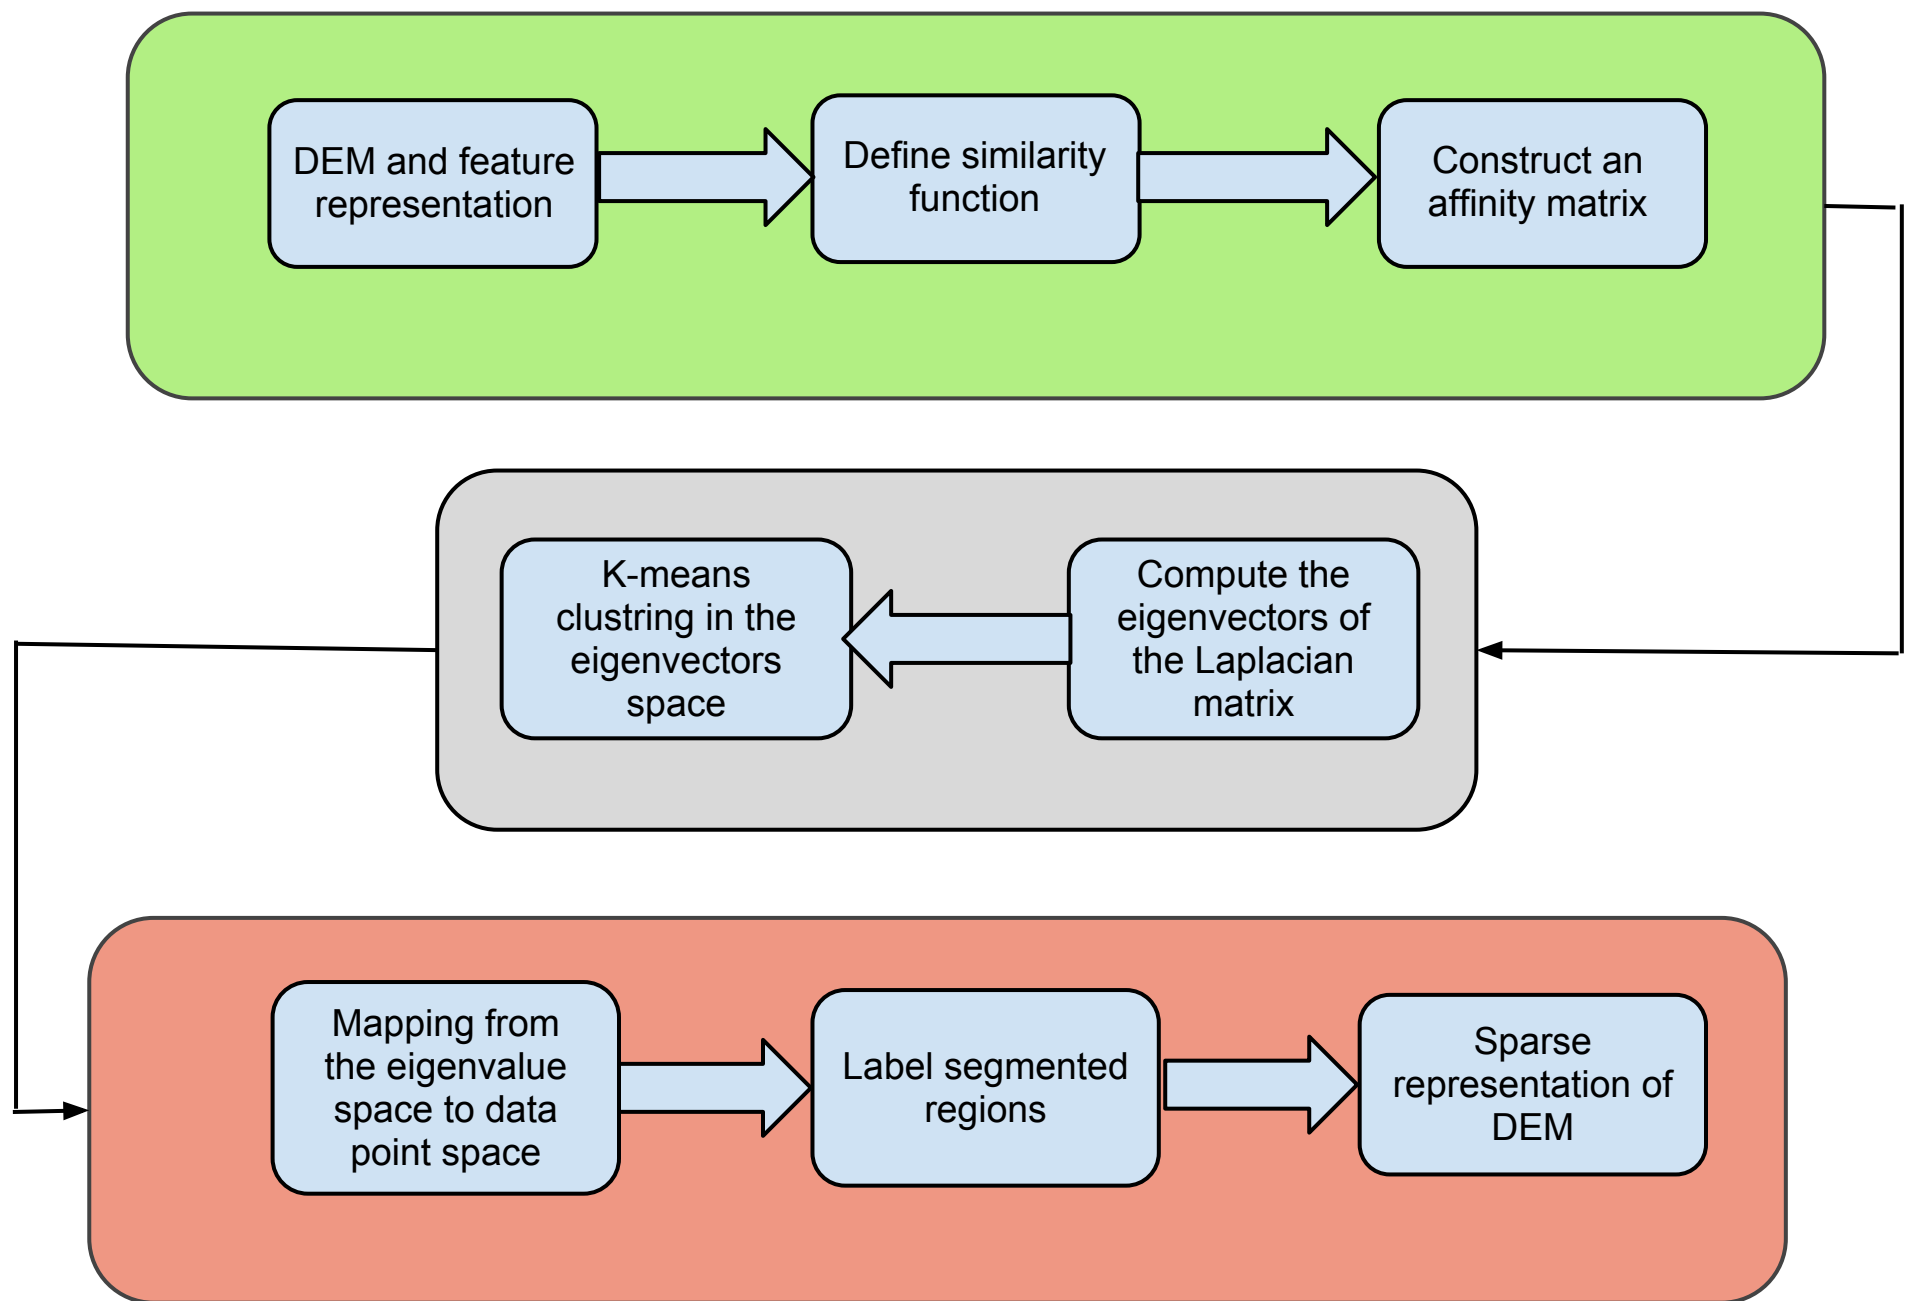 DEM and feature
representation
Define similarity
function
Construct an
affinity matrix
Compute the
eigenvectors of
the Laplacian
matrix
K-means
clustring in the
eigenvectors
space
Mapping from
the eigenvalue
space to data
point space
Label segmented
regions
Sparse
representation of
DEM